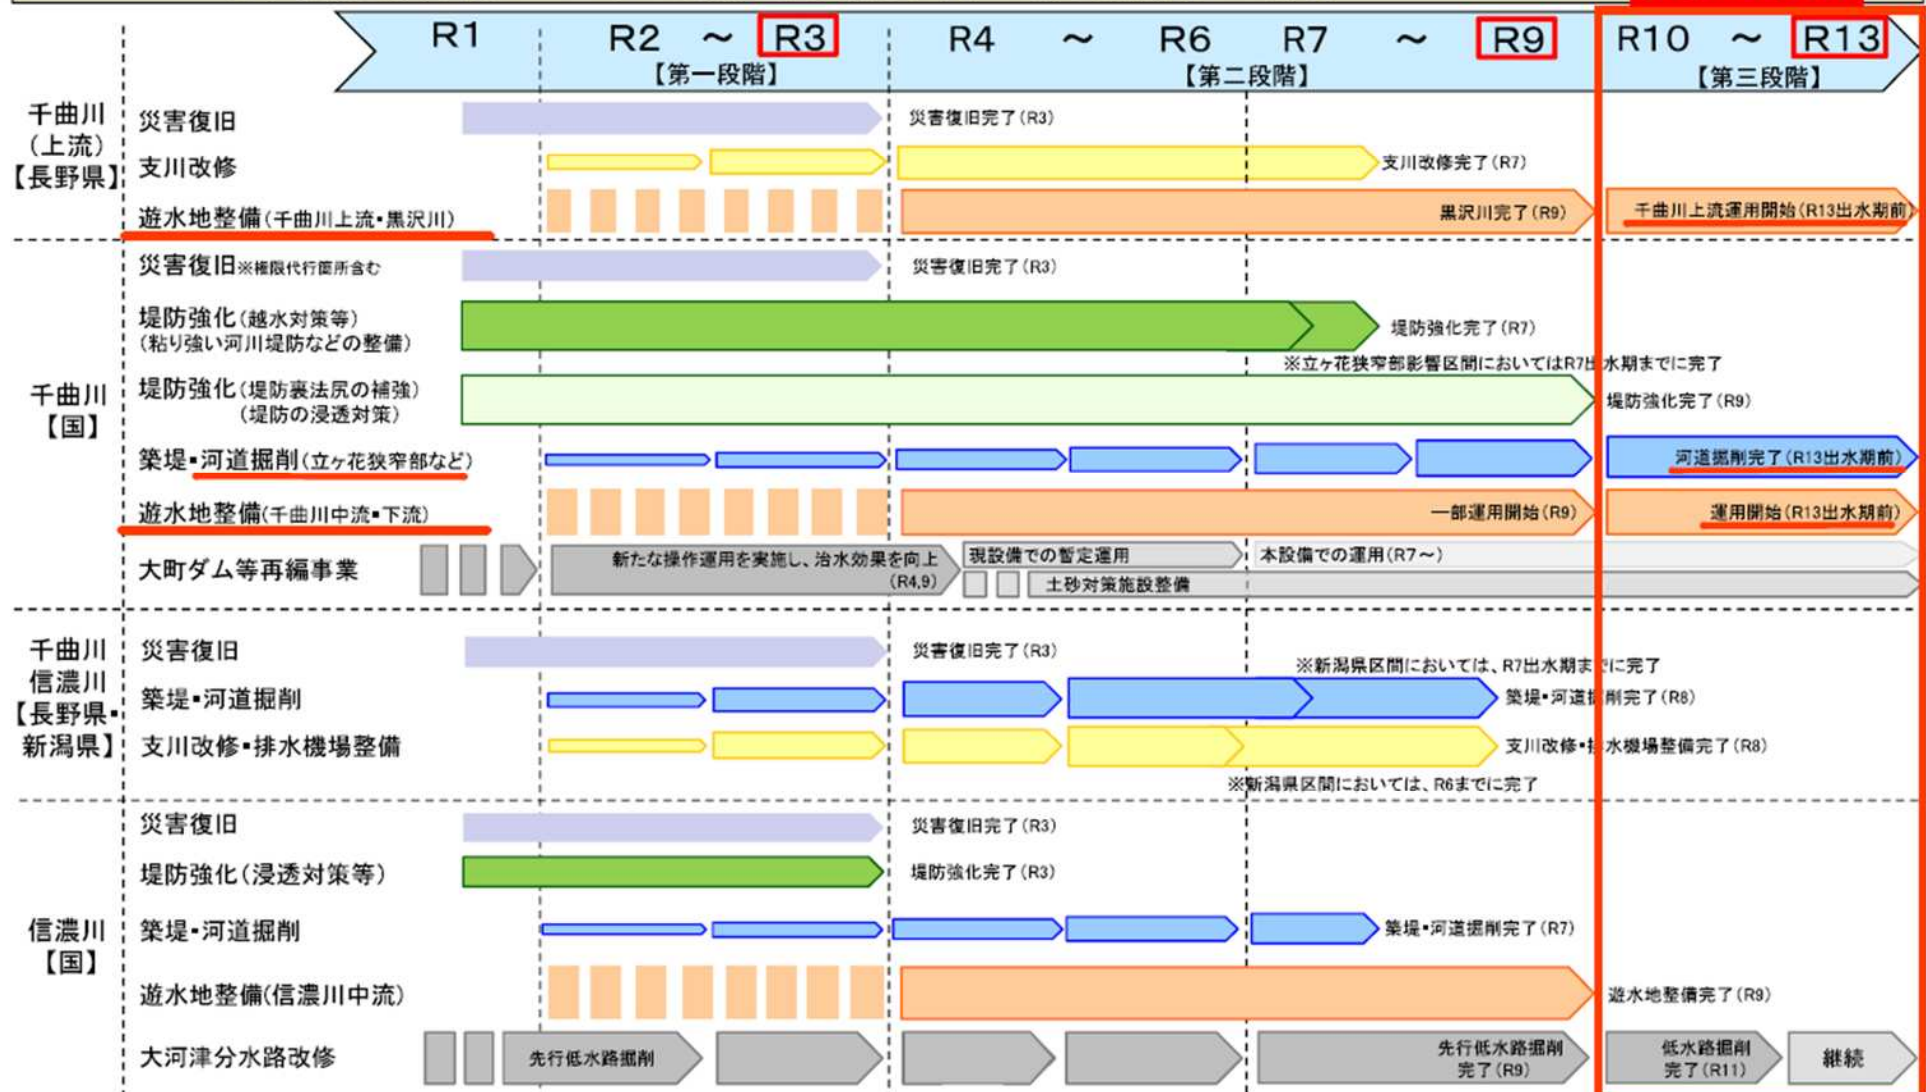 R1 R2 ～ R3 R4 ～ R6 R7 ～ R9 R10 ～ R13
【第一段階】 【第二段階】 【第三段階】
千曲川
(上流)
【長野県】
災害復旧 災害復旧完了(R3)
支川改修 支川改修完了(R7)
遊水地整備(千曲川上流・黒沢川) 黒沢川完了(R9) 千曲川上流運用開始(R13出水期前)
千曲川
【国】
災害復旧※権限代行箇所含む 災害復旧完了(R3)
堤防強化(越水対策等)
(粘り強い河川堤防などの整備)
堤防強化完了(R7)
※立ヶ花狭窄部影響区間においてはR7出水期までに完了
堤防強化(堤防裏法尻の補強)
(堤防の浸透対策)
堤防強化完了(R9)
築堤・河道掘削(立ヶ花狭窄部など) 河道掘削完了(R13出水期前)
遊水地整備(千曲川中流・下流) 一部運用開始(R9) 運用開始(R13出水期前)
大町ダム等再編事業
新たな操作運用を実施し、治水効果を向上
(R4.9)
現設備での暫定運用 本設備での運用(R7～)
土砂対策施設整備
千曲川
信濃川
【長野県・
新潟県】
災害復旧 災害復旧完了(R3)
※新潟県区間においては、R7出水期までに完了
築堤・河道掘削 築堤・河道掘削完了(R8)
支川改修・排水機場整備 支川改修・排水機場整備完了(R8)
※新潟県区間においては、R6までに完了
信濃川
【国】
災害復旧 災害復旧完了(R3)
堤防強化(浸透対策等) 堤防強化完了(R3)
築堤・河道掘削 築堤・河道掘削完了(R7)
遊水地整備(信濃川中流) 遊水地整備完了(R9)
大河津分水路改修 先行低水路掘削
先行低水路掘削
完了(R9)
低水路掘削
完了(R11)
継続